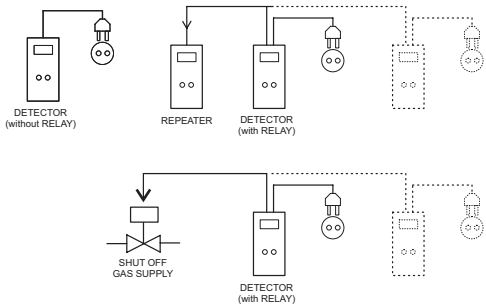 DETECTOR
(without RELAY)
REPEATER
DETECTOR
(with RELAY)
SHUT OFF
GAS SUPPLY
DETECTOR
(with RELAY)